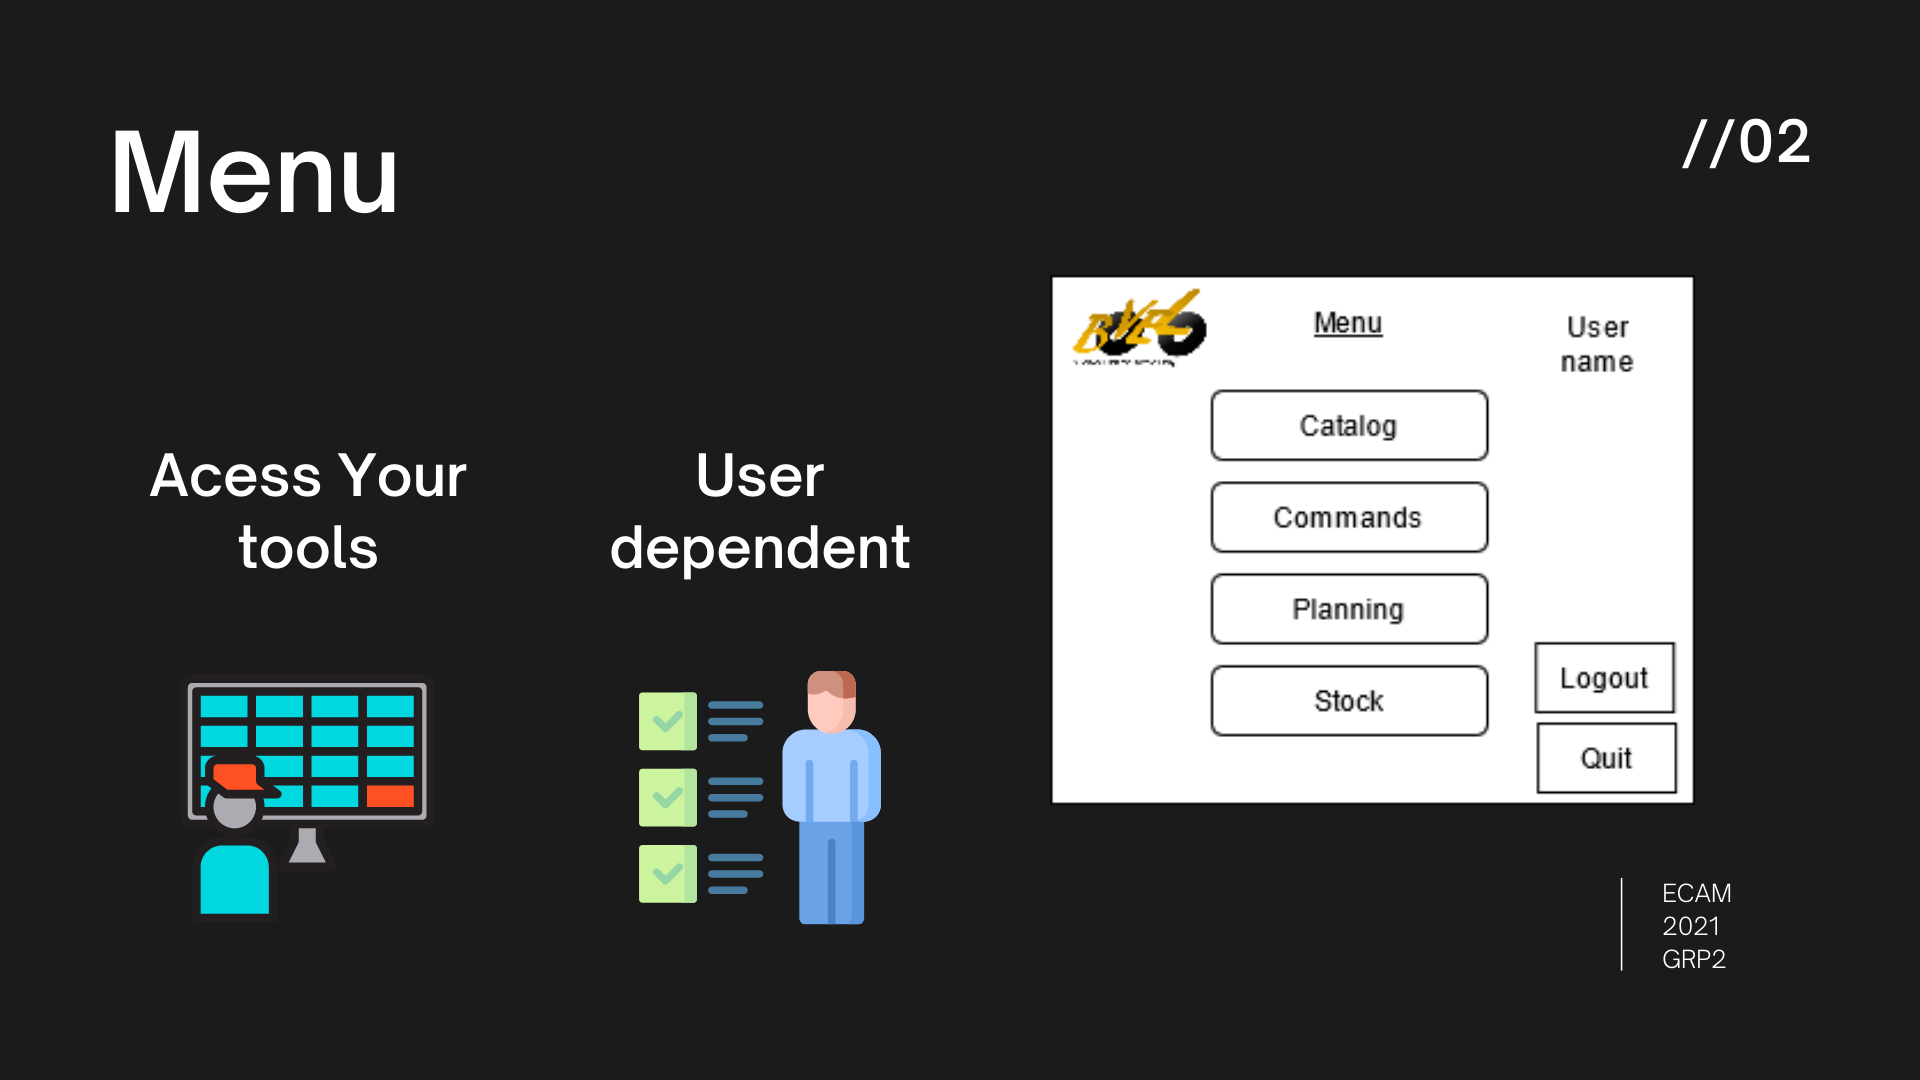 Menu
//02
Acess Your
tools
User
dependent
Menu
User
name
Catalog
Commands
Planning
Stock
Logout
Quit
ECAM
2021
GRP2